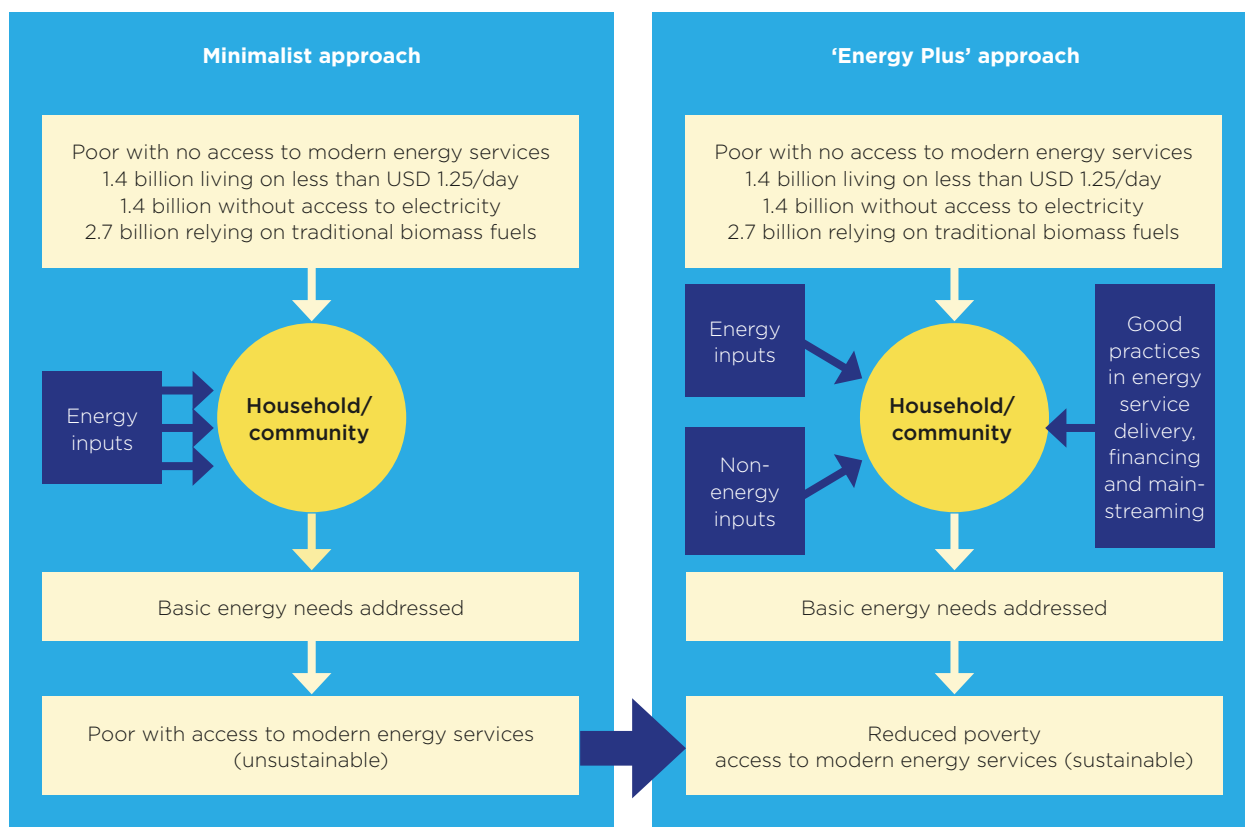 Minimalist approach
Poor with no access to modern energy services
1.4 billion living on less than USD 1.25/day
1.4 billion without access to electricity
2.7 billion relying on traditional biomass fuels
Energy
inputs
Household/
community
Basic energy needs addressed
Poor with access to modern energy services
(unsustainable)
‘Energy Plus’ approach
Poor with no access to modern energy services
1.4 billion living on less than USD 1.25/day
1.4 billion without access to electricity
2.7 billion relying on traditional biomass fuels
Energy
inputs
Non-
energy
inputs
Household/
community
Good
practices
in energy
service
delivery,
financing
and main-
streaming
Basic energy needs addressed
Reduced poverty
access to modern energy services (sustainable)